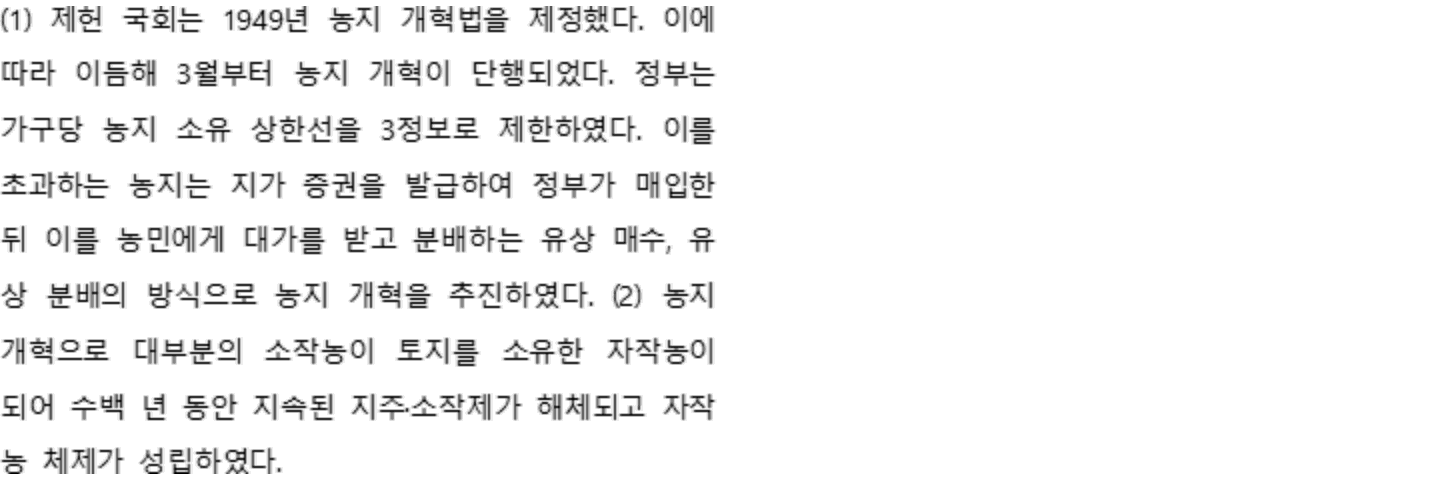 (1) 제헌 국회는 1949년 농지 개혁법을 제정했다. 이에
따라 이듬해 3월부터 농지 개혁이 단행되었다. 정부는
가구당 농지 소유 상한선을 3정보로 제한하였다. 이를
초과하는 농지는 지가 증권을 발급하여 정부가 매입한
뒤 이를 농민에게 대가를 받고 분배하는 유상 매수, 유
상 분배의 방식으로 농지 개혁을 추진하였다. (2) 농지
개혁으로 대부분의 소작농이 토지를 소유한 자작농이
되어 수백 년 동안 지속된 지주·소작제가 해체되고 자작
농 체제가 성립하였다.